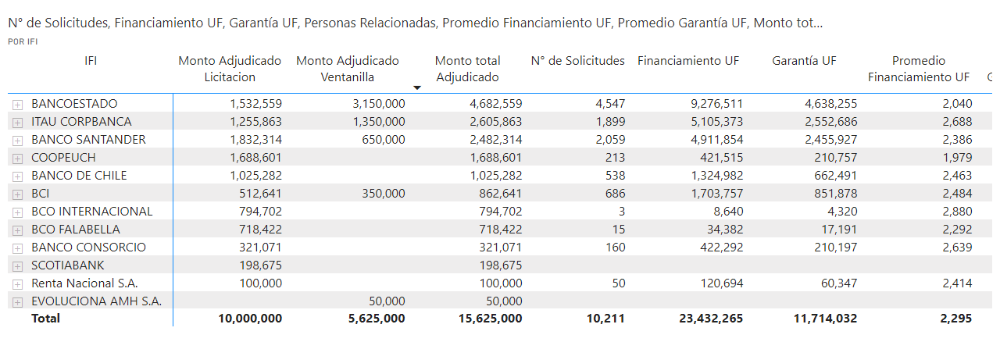 N° de Solicitudes, Financiamiento UF, Garantía UF, Personas Relacionadas, Promedio Financiamiento UF, Promedio Garantía UF, Monto tot...
POR IFI
IFI Monto Adjudicado Licitacion Monto Adjudicado Ventanilla Monto total Adjudicado N° de Solicitudes Financiamiento UF Garantía UF Promedio Financiamiento UF G
BANCOESTADO 1,532,559 3,150,000 4,682,559 4,547 9,276,511 4,638,255 2,040
ITAU CORPBANCA 1,255,863 1,350,000 2,605,863 1,899 5,105,373 2,552,686 2,688
BANCO SANTANDER 1,832,314 650,000 2,482,314 2,059 4,911,854 2,455,927 2,386
COOPEUCH 1,688,601 1,688,601 213 421,515 210,757 1,979
BANCO DE CHILE 1,025,282 1,025,282 538 1,324,982 662,491 2,463
BCI 512,641 350,000 862,641 686 1,703,757 851,878 2,484
BCO INTERNACIONAL 794,702 794,702 3 8,640 4,320 2,880
BCO FALABELLA 718,422 718,422 15 34,382 17,191 2,292
BANCO CONSORCIO 321,071 321,071 160 422,292 210,197 2,639
SCOTIABANK 198,675 198,675
Renta Nacional S.A. 100,000 100,000 50 120,694 60,347 2,414
EVOLUCIONA AMH S.A. 50,000 50,000
Total 10,000,000 5,625,000 15,625,000 10,211 23,432,265 11,714,032 2,295